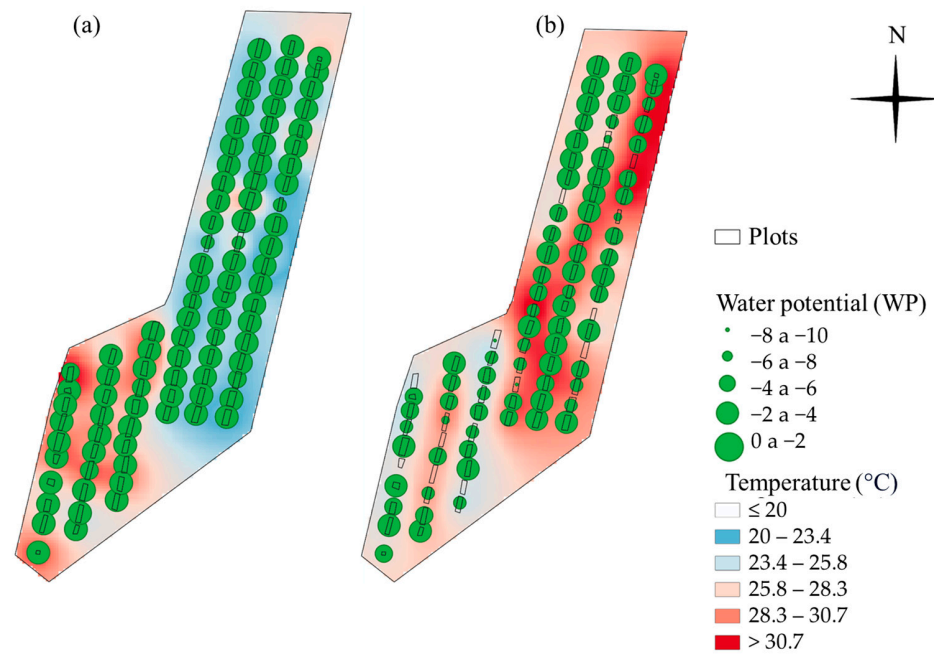 (a)
(b)
N
Plots
Water potential (WP)
−8 a −10
−6 a −8
−4 a −6
−2 a −4
0 a −2
Temperature (°C)
≤ 20
20 – 23.4
23.4 – 25.8
25.8 – 28.3
28.3 – 30.7
> 30.7